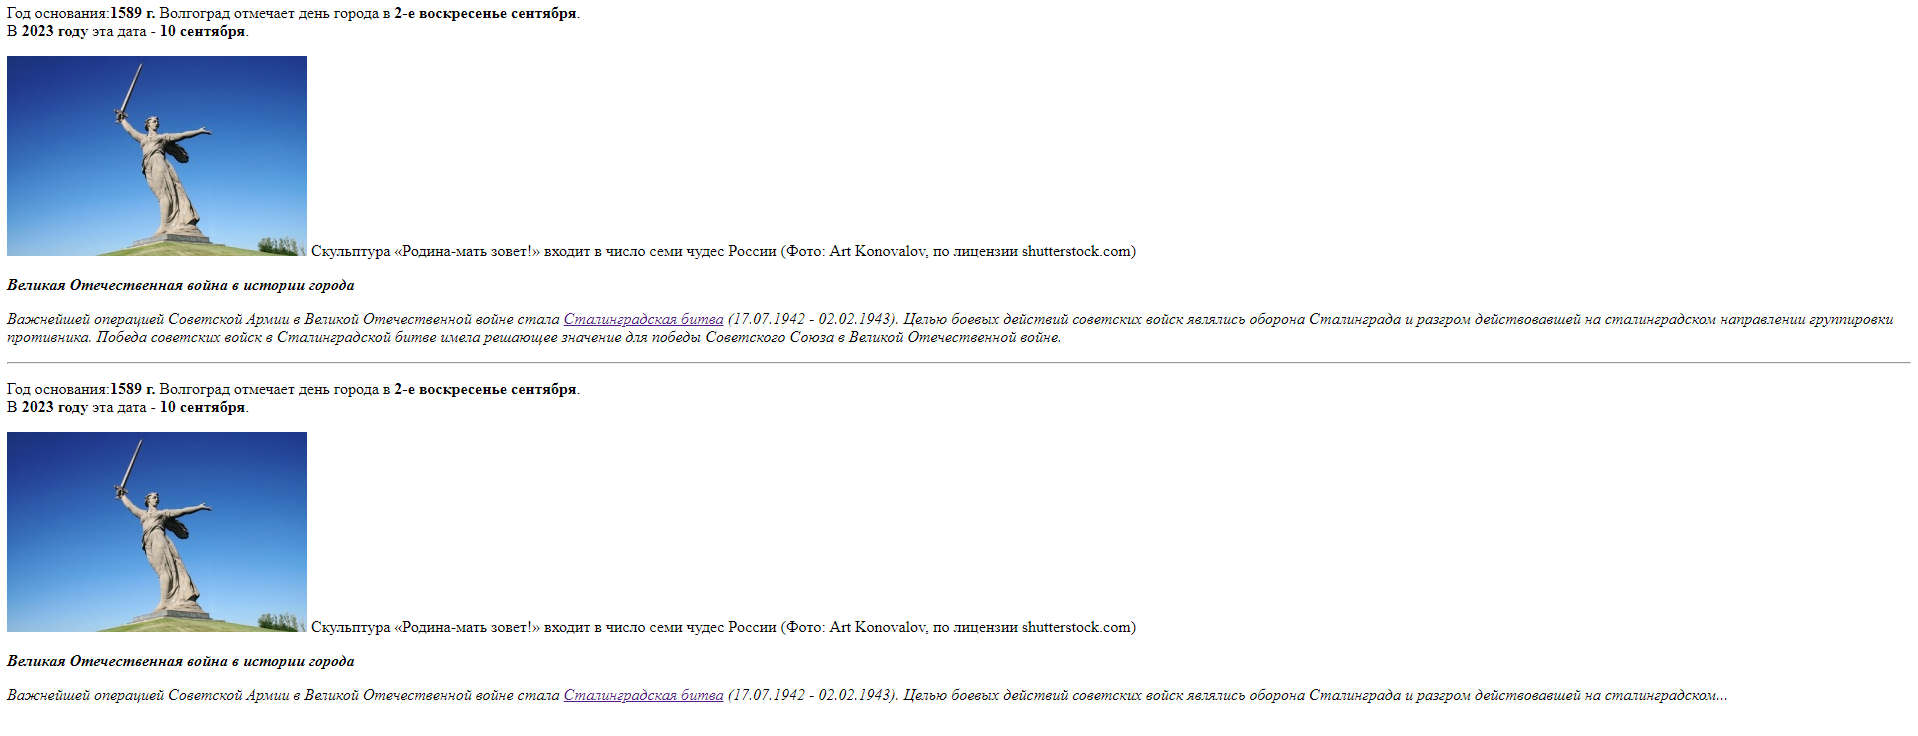 Год основания:1589 г. Волгоград отмечает день города в 2-е воскресенье сентября.
В 2023 году эта дата - 10 сентября.
Скульптура «Родина-мать зовет!» входит в число семи чудес России (Фото: Art Konovalov, по лицензии shutterstock.com)
Великая Отечественная война в истории города
Важнейшей операцией Советской Армии в Великой Отечественной войне стала Сталинградская битва (17.07.1942 - 02.02.1943). Целью боевых действий советских войск являлись оборона Сталинграда и разгром действовавшей на сталинградском направлении группировки
противника. Победа советских войск в Сталинградской битве имела решающее значение для победы Советского Союза в Великой Отечественной войне.
Год основания:1589 г. Волгоград отмечает день города в 2-е воскресенье сентября.
В 2023 году эта дата - 10 сентября.
Скульптура «Родина-мать зовет!» входит в число семи чудес России (Фото: Art Konovalov, по лицензии shutterstock.com)
Великая Отечественная война в истории города
Важнейшей операцией Советской Армии в Великой Отечественной войне стала Сталинградская битва (17.07.1942 - 02.02.1943). Целью боевых действий советских войск являлись оборона Сталинграда и разгром действовавшей на сталинградском...